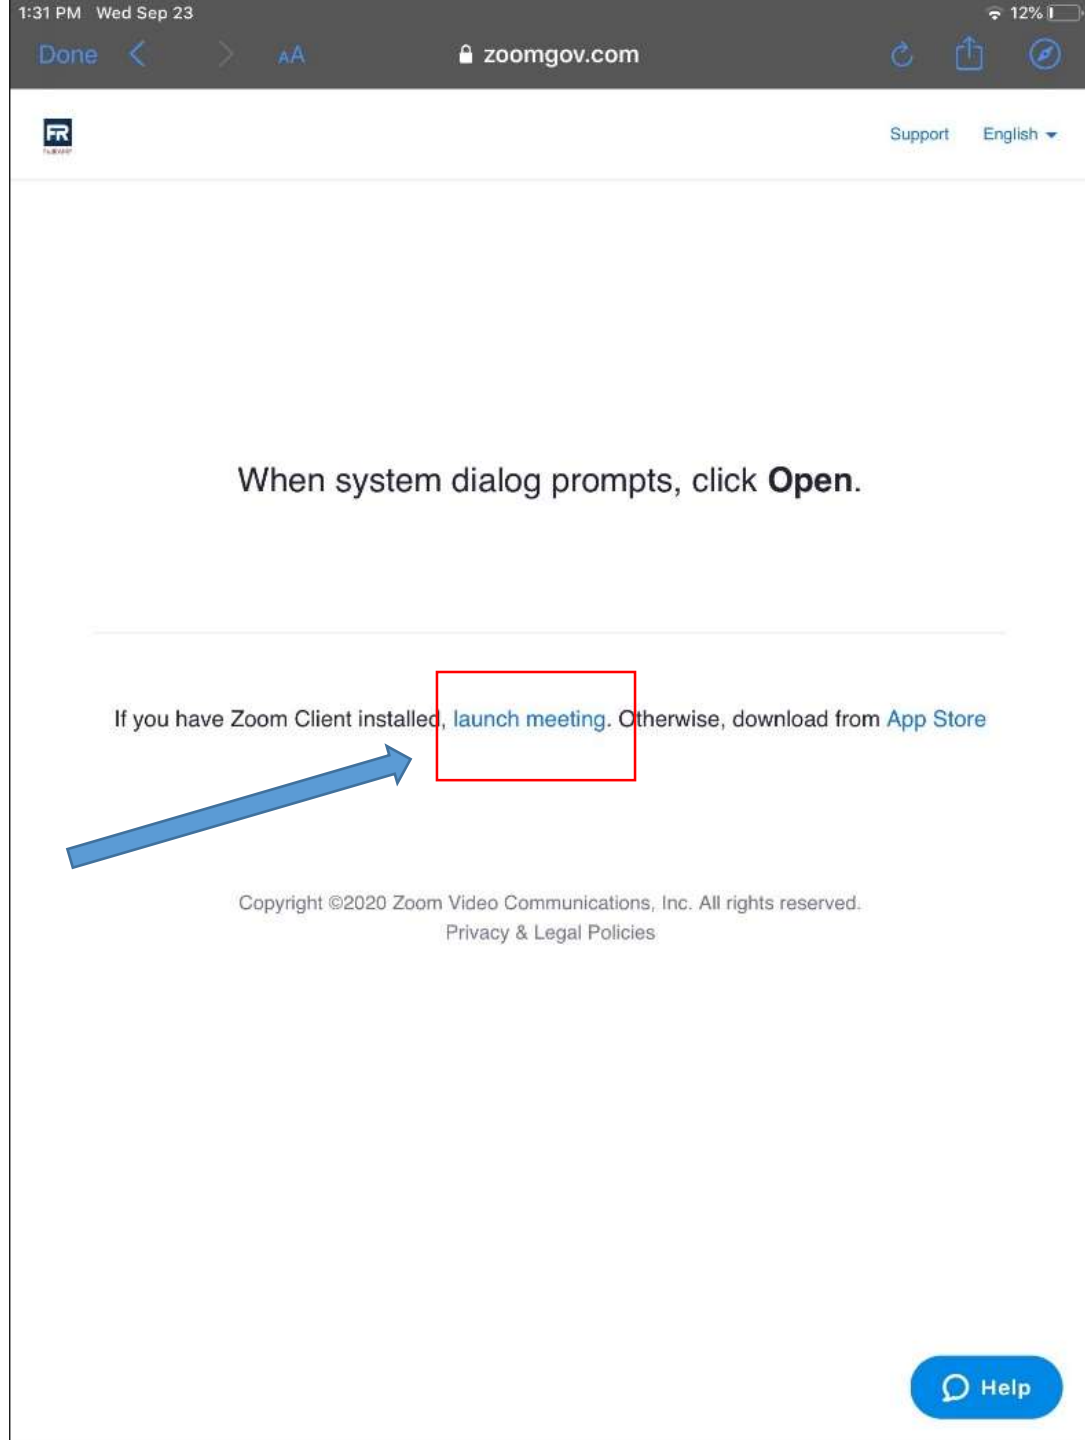 1:31 PM Wed Sep 23
12%
Done
AA
zoomgov.com
FR
Support
English
When system dialog prompts, click Open.
If you have Zoom Client installed, launch meeting. Otherwise, download from App Store
Copyright ©2020 Zoom Video Communications, Inc. All rights reserved.
Privacy & Legal Policies
Help